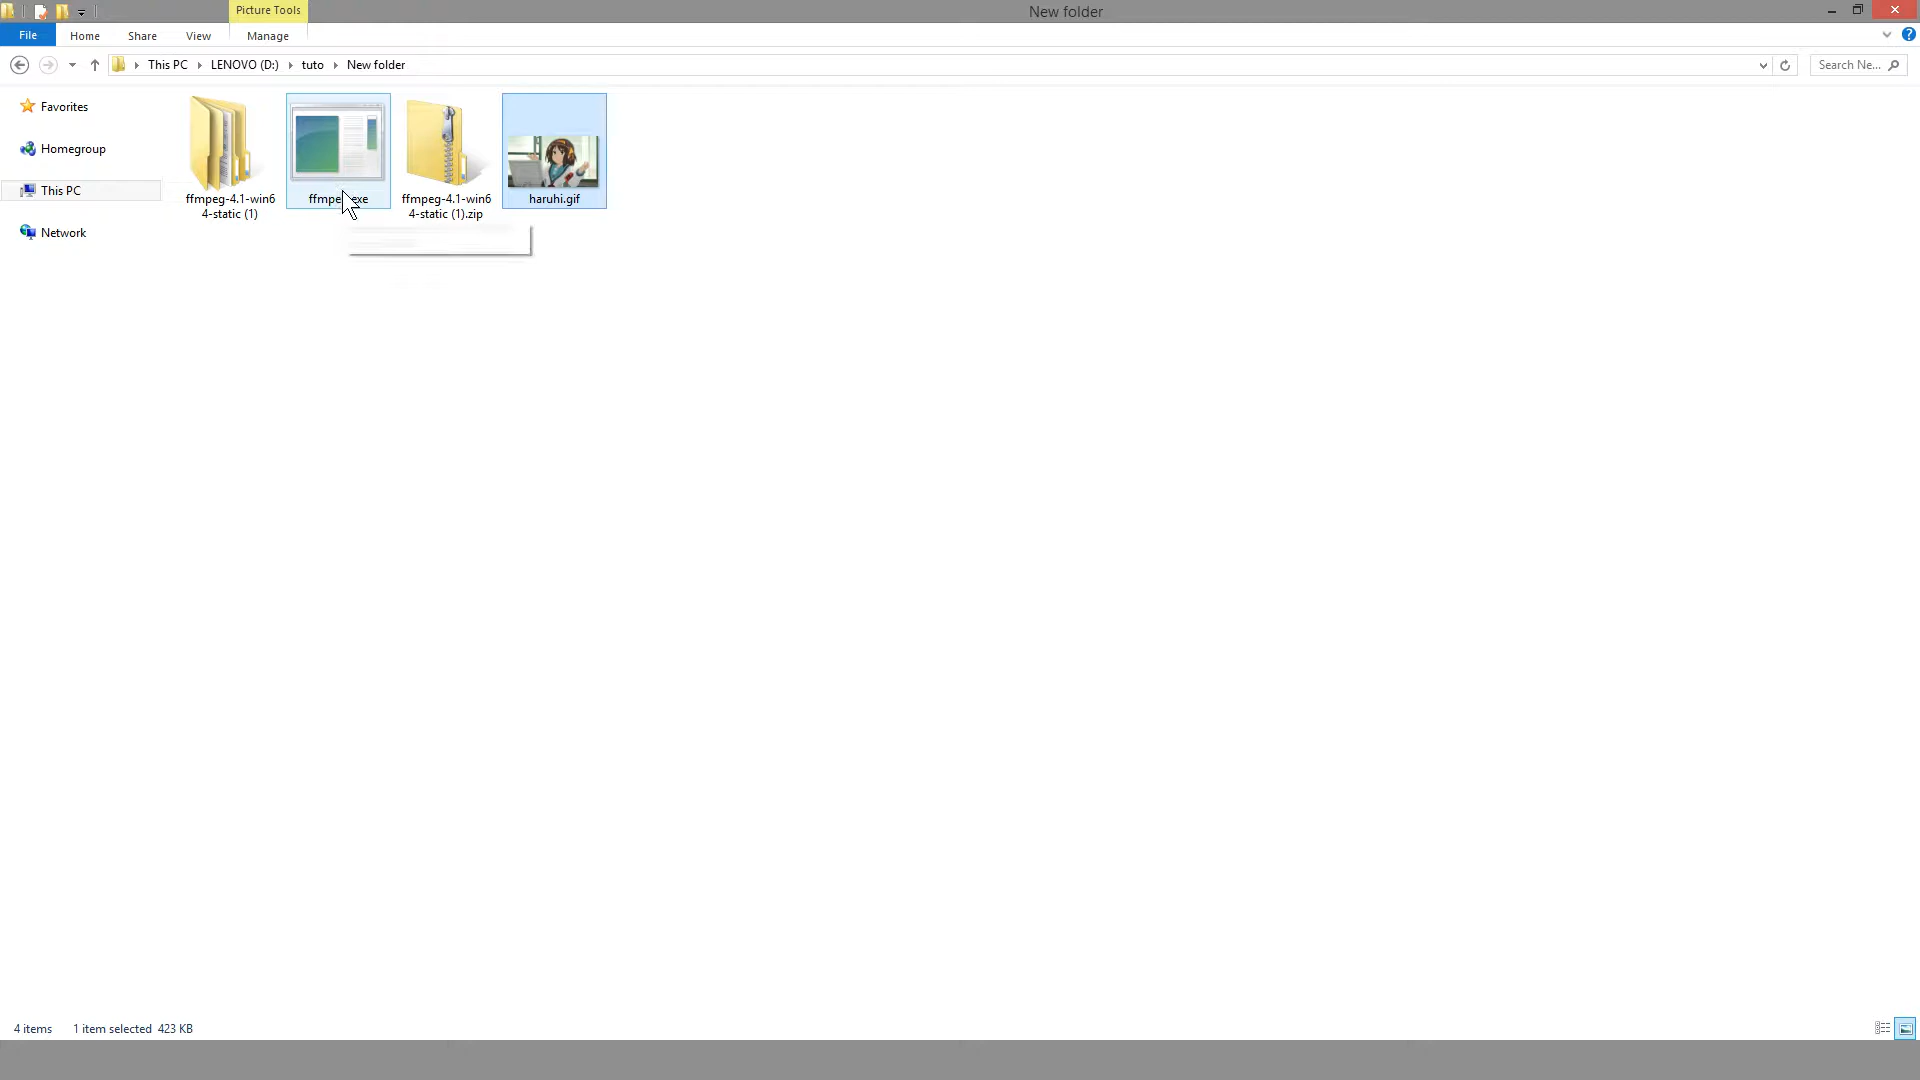 Picture Tools
New folder
File
Home
Share
View
Manage
This PC
LENOVO (D:)
tuto
New folder
Search Ne...
Favorites
Homegroup
This PC
Network
ffmpeg-4.1-win6
4-static (1)
ffmpeg.exe
ffmpeg-4.1-win6
4-static (1).zip
haruhi.gif
4 items
1 item selected 423 KB